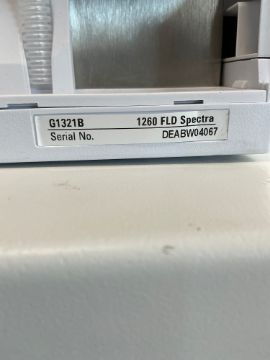 G1321B 1260 FLD Spectra
Serial No. DEABW04067